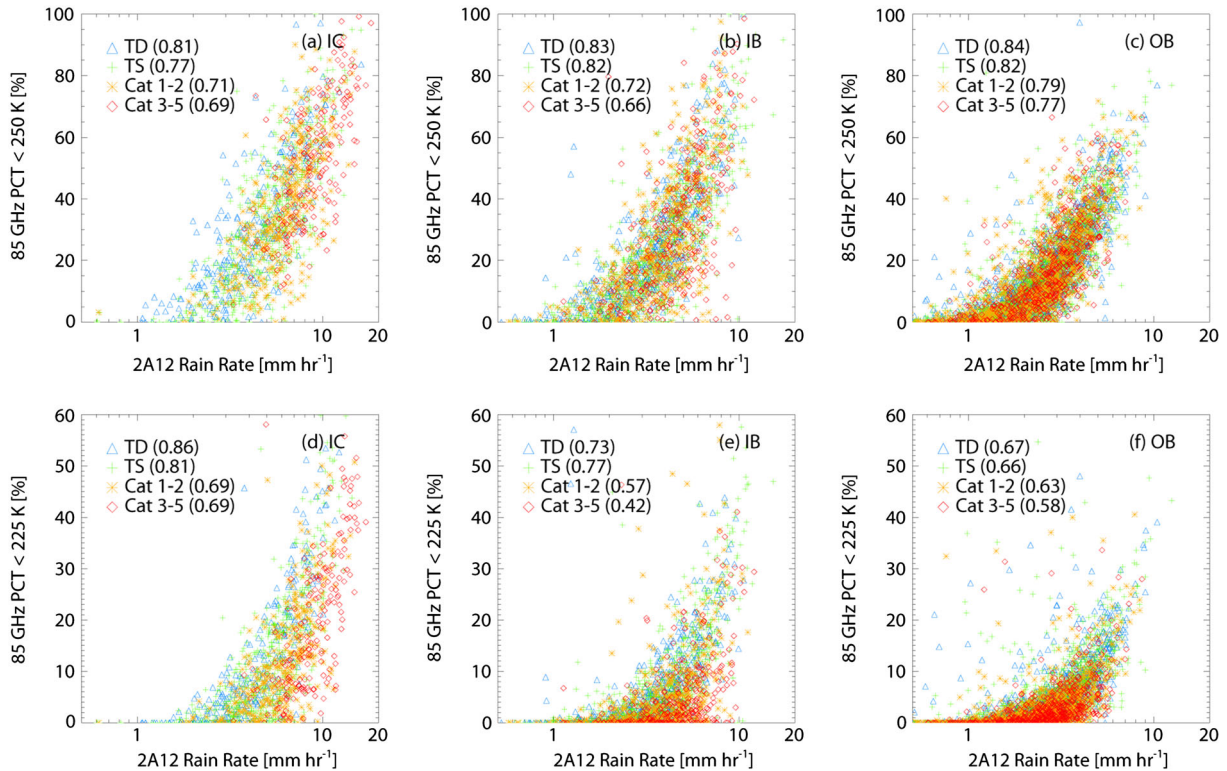 (a) IC
TD (0.81)
TS (0.77)
Cat 1-2 (0.71)
Cat 3-5 (0.69)
85 GHz PCT < 250 K [%]
100
80
60
40
20
0
1
10
20
2A12 Rain Rate [mm hr⁻¹]
(b) IB
TD (0.83)
TS (0.82)
Cat 1-2 (0.72)
Cat 3-5 (0.66)
85 GHz PCT < 250 K [%]
100
80
60
40
20
0
1
10
20
2A12 Rain Rate [mm hr⁻¹]
(c) OB
TD (0.84)
TS (0.82)
Cat 1-2 (0.79)
Cat 3-5 (0.77)
85 GHz PCT < 250 K [%]
100
80
60
40
20
0
1
10
20
2A12 Rain Rate [mm hr⁻¹]
(d) IC
TD (0.86)
TS (0.81)
Cat 1-2 (0.69)
Cat 3-5 (0.69)
85 GHz PCT < 225 K [%]
60
50
40
30
20
10
0
1
10
20
2A12 Rain Rate [mm hr⁻¹]
(e) IB
TD (0.73)
TS (0.77)
Cat 1-2 (0.57)
Cat 3-5 (0.42)
85 GHz PCT < 225 K [%]
60
50
40
30
20
10
0
1
10
20
2A12 Rain Rate [mm hr⁻¹]
(f) OB
TD (0.67)
TS (0.66)
Cat 1-2 (0.63)
Cat 3-5 (0.58)
85 GHz PCT < 225 K [%]
60
50
40
30
20
10
0
1
10
20
2A12 Rain Rate [mm hr⁻¹]